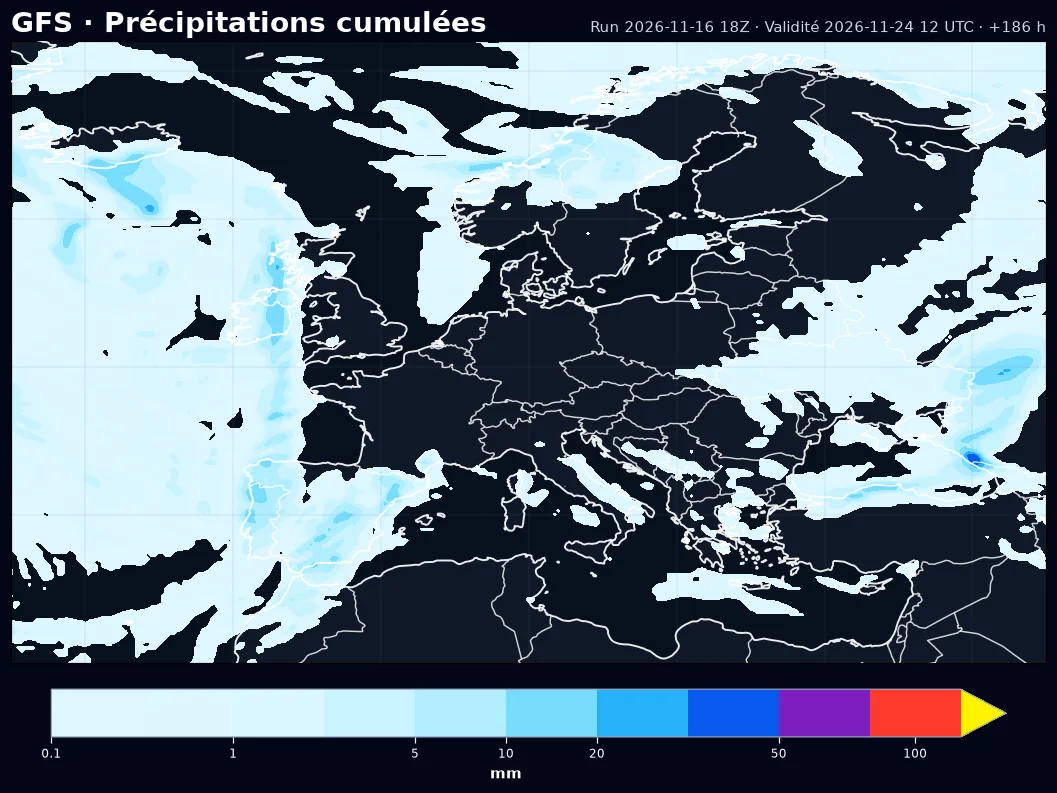 GFS · Précipitations cumulées
Run 2026-11-16 18Z · Validité 2026-11-24 12 UTC · +186 h
0.1 1 5 10 20 50 100
mm